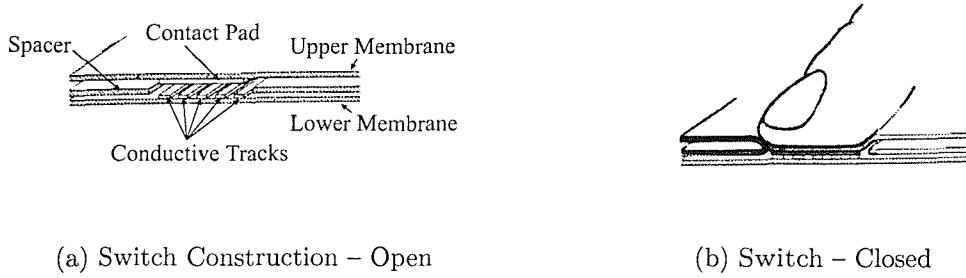 Contact Pad
Spacer
Upper Membrane
Lower Membrane
Conductive Tracks
(a) Switch Construction – Open
(b) Switch – Closed